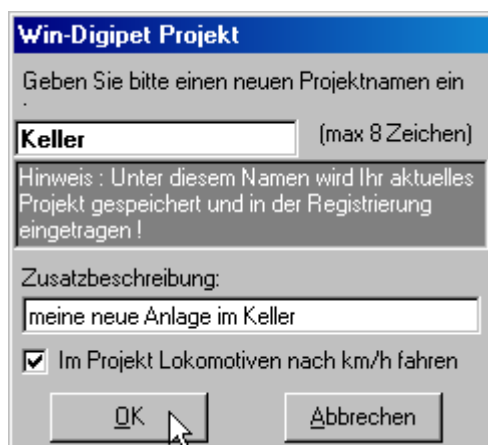 Win-Digipet Projekt
Geben Sie bitte einen neuen Projektnamen ein
:
Keller (max 8 Zeichen)
Hinweis : Unter diesem Namen wird Ihr aktuelles
Projekt gespeichert und in der Registrierung
eingetragen !
Zusatzbeschreibung:
meine neue Anlage im Keller
Im Projekt Lokomotiven nach km/h fahren
OK Abbrechen